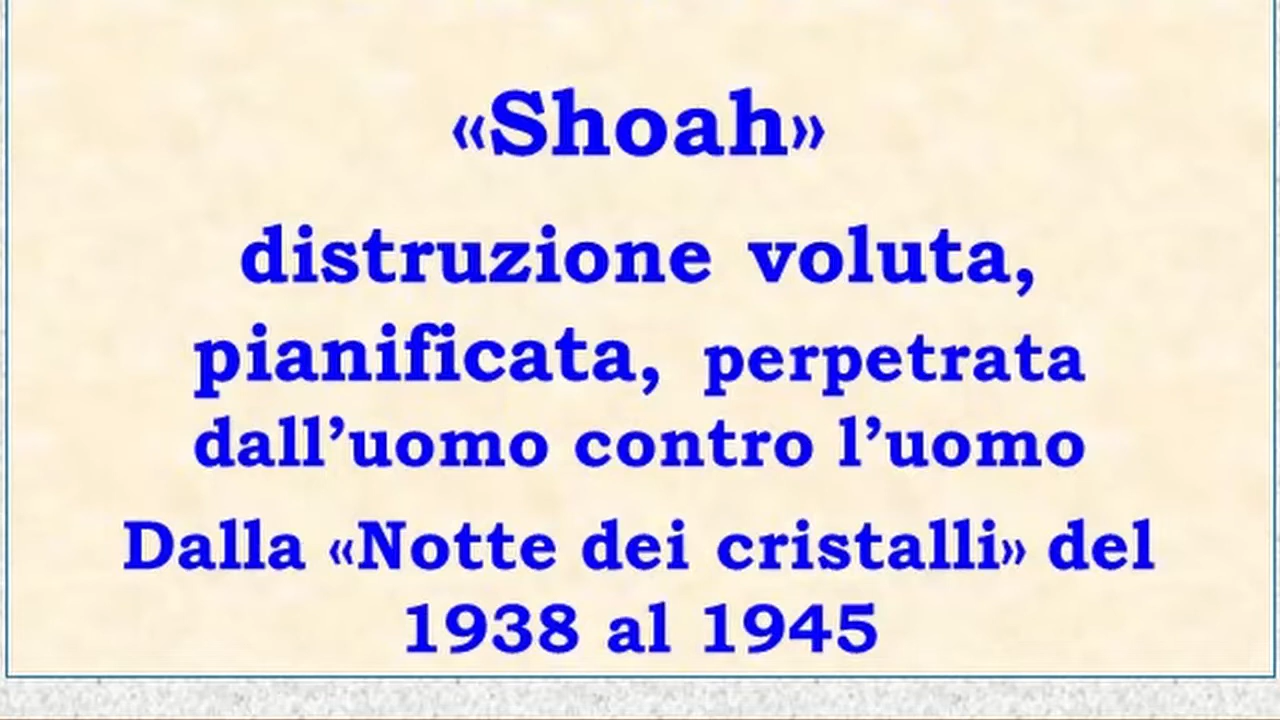 «Shoah»
distruzione voluta,
pianificata, perpetrata
dall’uomo contro l’uomo
Dalla «Notte dei cristalli» del
1938 al 1945